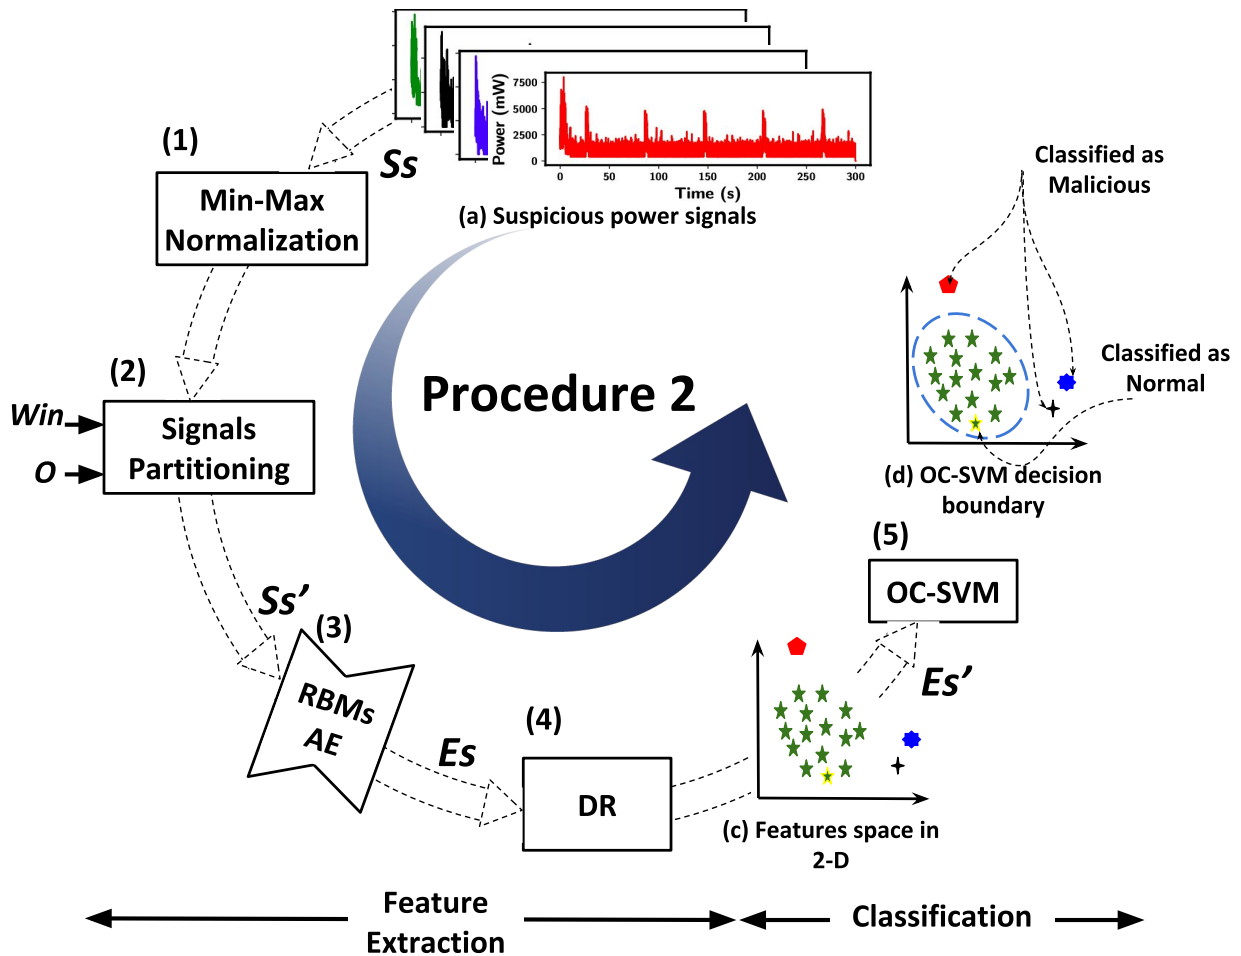 7500
5000
2500
0
Power (mW)
0
50
100
150
200
250
300
Time (s)
(a) Suspicious power signals
Ss
(1)
Min-Max
Normalization
(2)
Win
O
Signals
Partitioning
Procedure 2
Ss’
(3)
RBMs
AE
Es
(4)
DR
(c) Features space in
2-D
Es’
(5)
OC-SVM
(d) OC-SVM decision
boundary
Classified as
Malicious
Classified as
Normal
Feature
Extraction
Classification